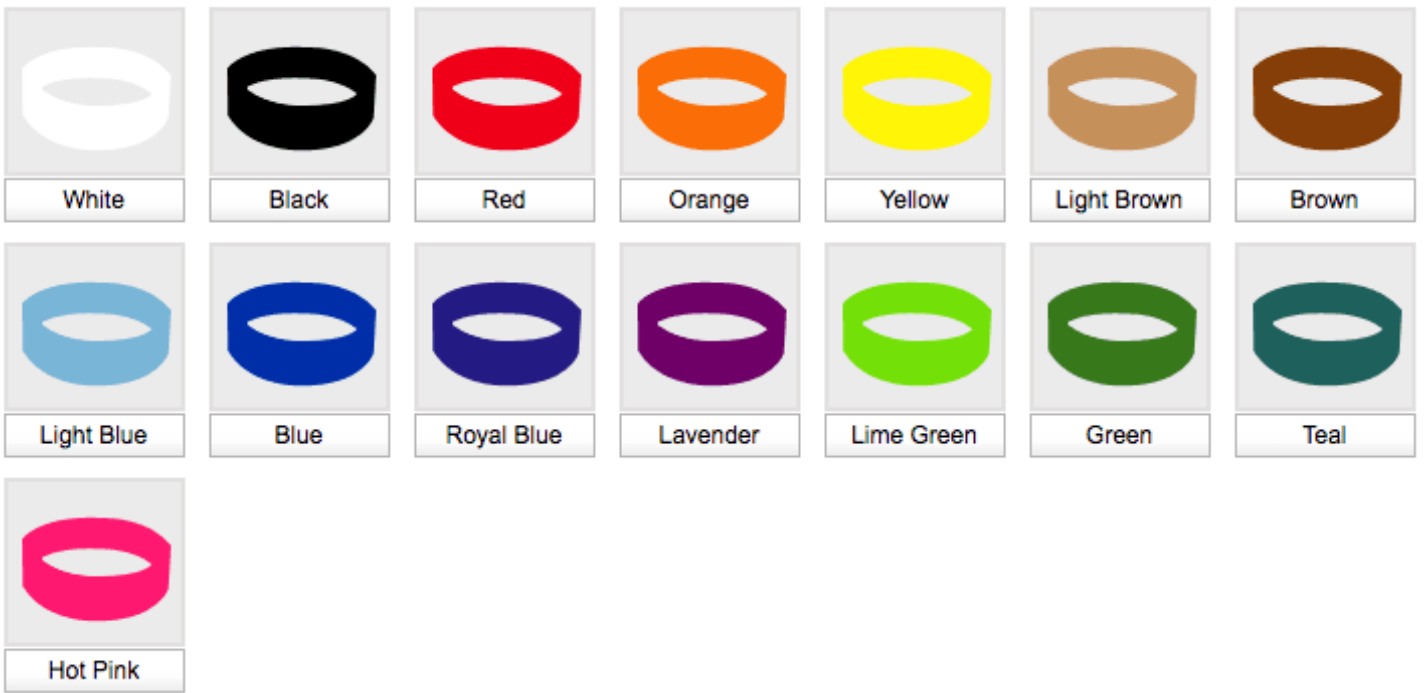 White
Black
Red
Orange
Yellow
Light Brown
Brown
Light Blue
Blue
Royal Blue
Lavender
Lime Green
Green
Teal
Hot Pink